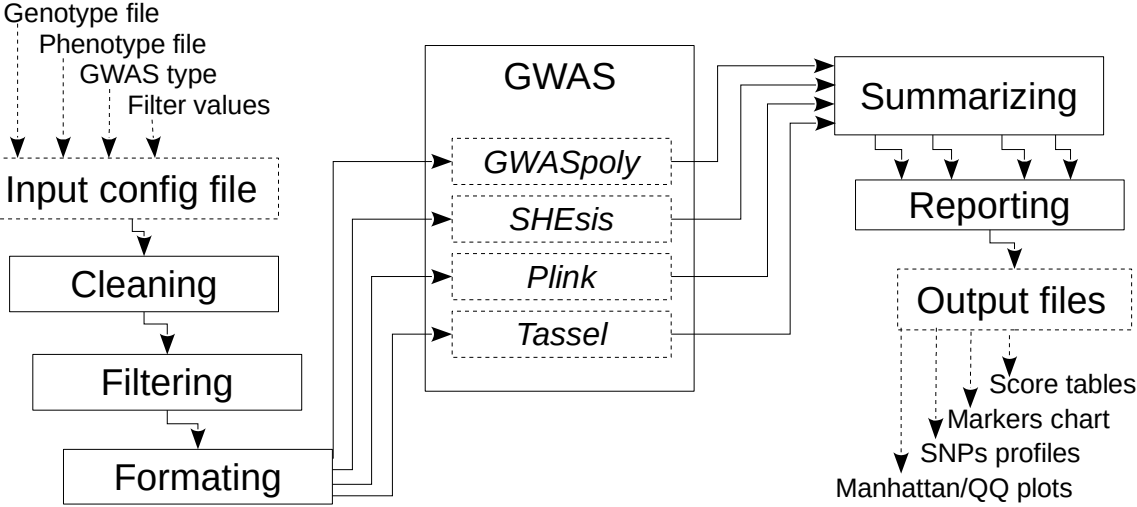 Genotype file
Phenotype file
GWAS type
Filter values
Input config file
Cleaning
Filtering
Formating
GWAS
GWASpoly
SHEsis
Plink
Tassel
Summarizing
Reporting
Output files
Score tables
Markers chart
SNPs profiles
Manhattan/QQ plots